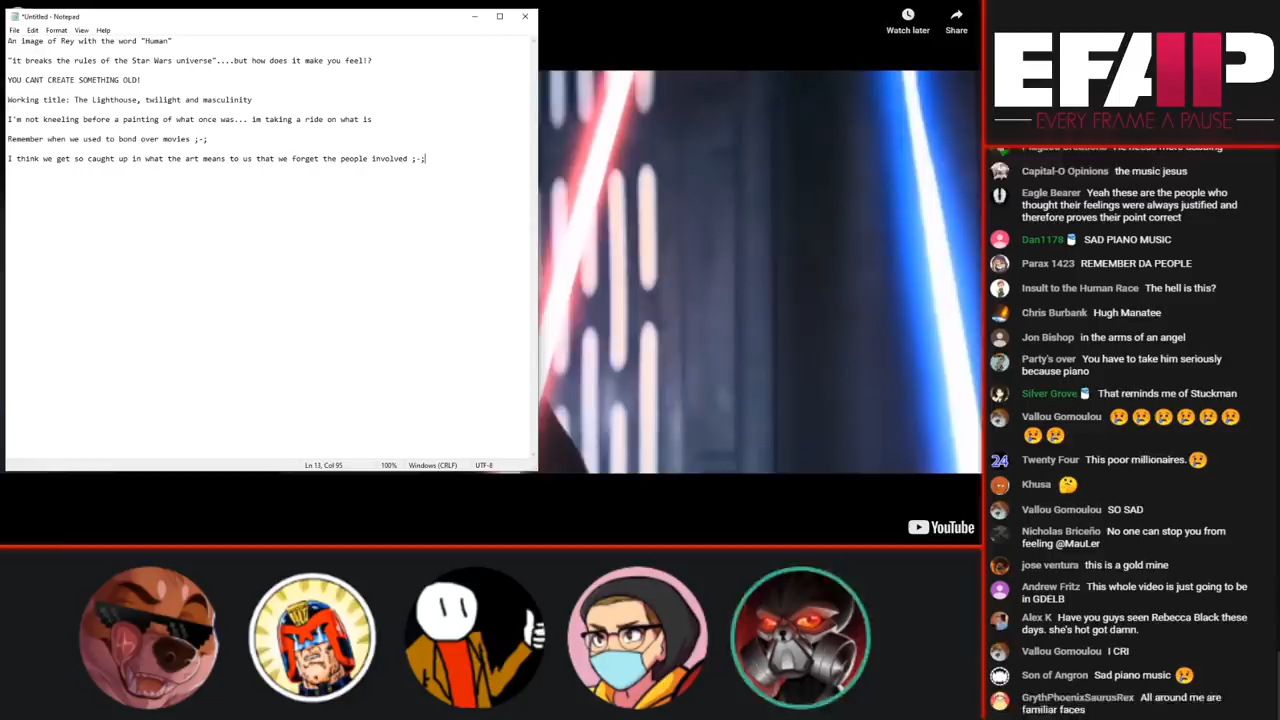 *Untitled - Notepad
File Edit Format View Help
An image of Rey with the word "Human"
"it breaks the rules of the Star Wars universe"....but how does it make you feel!?
YOU CANT CREATE SOMETHING OLD!
Working title: The Lighthouse, twilight and masculinity
I'm not kneeling before a painting of what once was... im taking a ride on what is
Remember when we used to bond over movies ;-;
I think we get so caught up in what the art means to us that we forget the people involved ;-;
Ln 13, Col 95 100% Windows (CRLF) UTF-8
Watch later Share
YouTube
EFAP
EVERY FRAME A PAUSE
Capital-O Opinions the music jesus
Eagle Bearer Yeah these are the people who
thought their feelings were always justified and
therefore proves their point correct
Dan1178 SAD PIANO MUSIC
Parax 1423 REMEMBER DA PEOPLE
Insult to the Human Race The hell is this?
Chris Burbank Hugh Manatee
Jon Bishop in the arms of an angel
Party's over You have to take him seriously
because piano
Silver Grove That reminds me of Stuckman
Vallou Gomoulou 😢😢😢😢😢😢
😢😢
24 Twenty Four This poor millionaires. 😢
Khusa 🤔
Vallou Gomoulou SO SAD
Nicholas Briceño No one can stop you from
feeling @MauLer
jose ventura this is a gold mine
Andrew Fritz This whole video is just going to be
in GDELB
Alex K Have you guys seen Rebecca Black these
days. she's hot got damn.
Vallou Gomoulou I CRI
Son of Angron Sad piano music 😢
GrythPhoenixSaurusRex All around me are
familiar faces